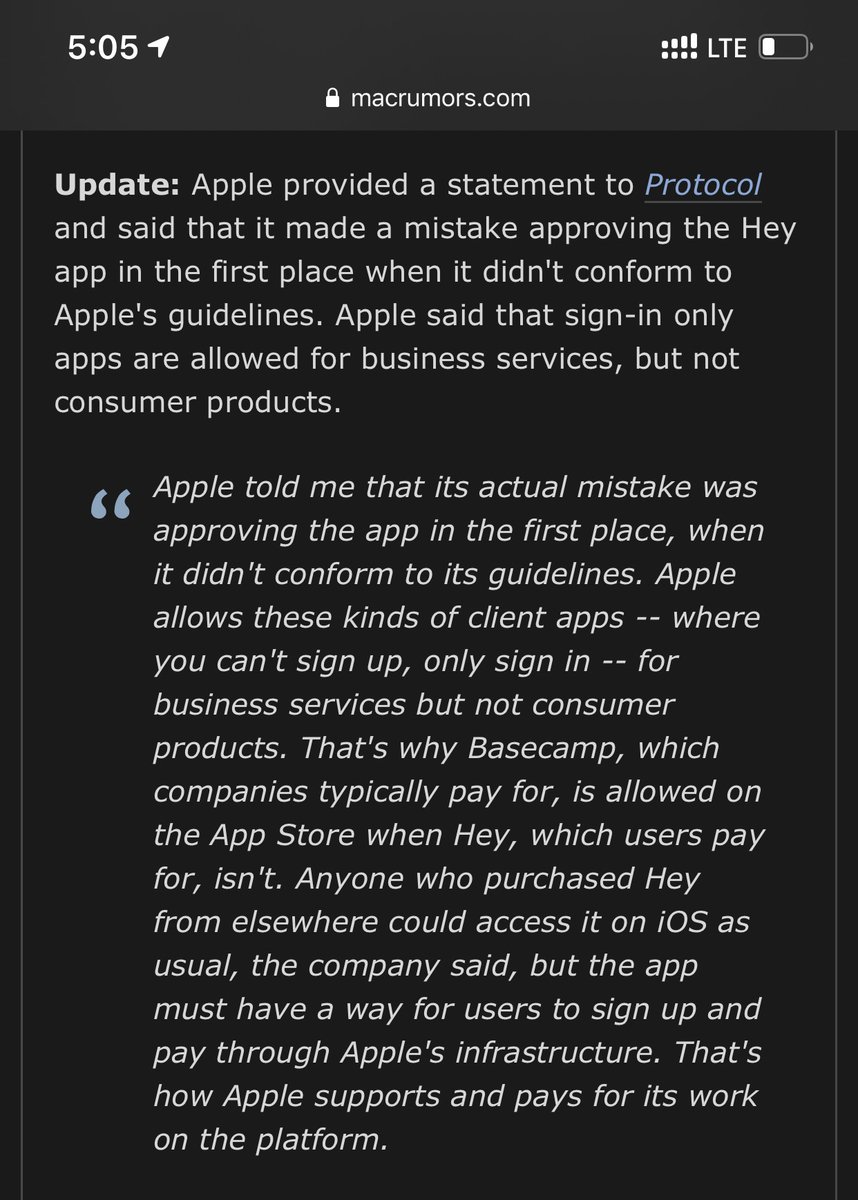 5:05 LTE
macrumors.com
Update: Apple provided a statement to Protocol
and said that it made a mistake approving the Hey
app in the first place when it didn't conform to
Apple's guidelines. Apple said that sign-in only
apps are allowed for business services, but not
consumer products.
“ Apple told me that its actual mistake was
approving the app in the first place, when
it didn't conform to its guidelines. Apple
allows these kinds of client apps -- where
you can't sign up, only sign in -- for
business services but not consumer
products. That's why Basecamp, which
companies typically pay for, is allowed on
the App Store when Hey, which users pay
for, isn't. Anyone who purchased Hey
from elsewhere could access it on iOS as
usual, the company said, but the app
must have a way for users to sign up and
pay through Apple's infrastructure. That's
how Apple supports and pays for its work
on the platform.